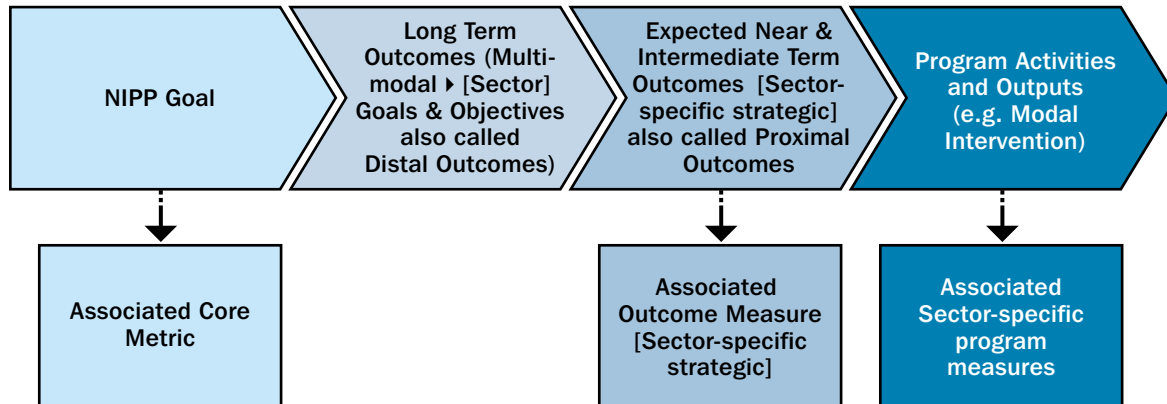 NIPP Goal
Long Term
Outcomes (Multi-
modal ▸ [Sector]
Goals & Objectives
also called
Distal Outcomes)
Expected Near &
Intermediate Term
Outcomes [Sector-
specific strategic]
also called Proximal
Outcomes
Program Activities
and Outputs
(e.g. Modal
Intervention)
Associated Core
Metric
Associated
Outcome Measure
[Sector-specific
strategic]
Associated
Sector-specific
program
measures